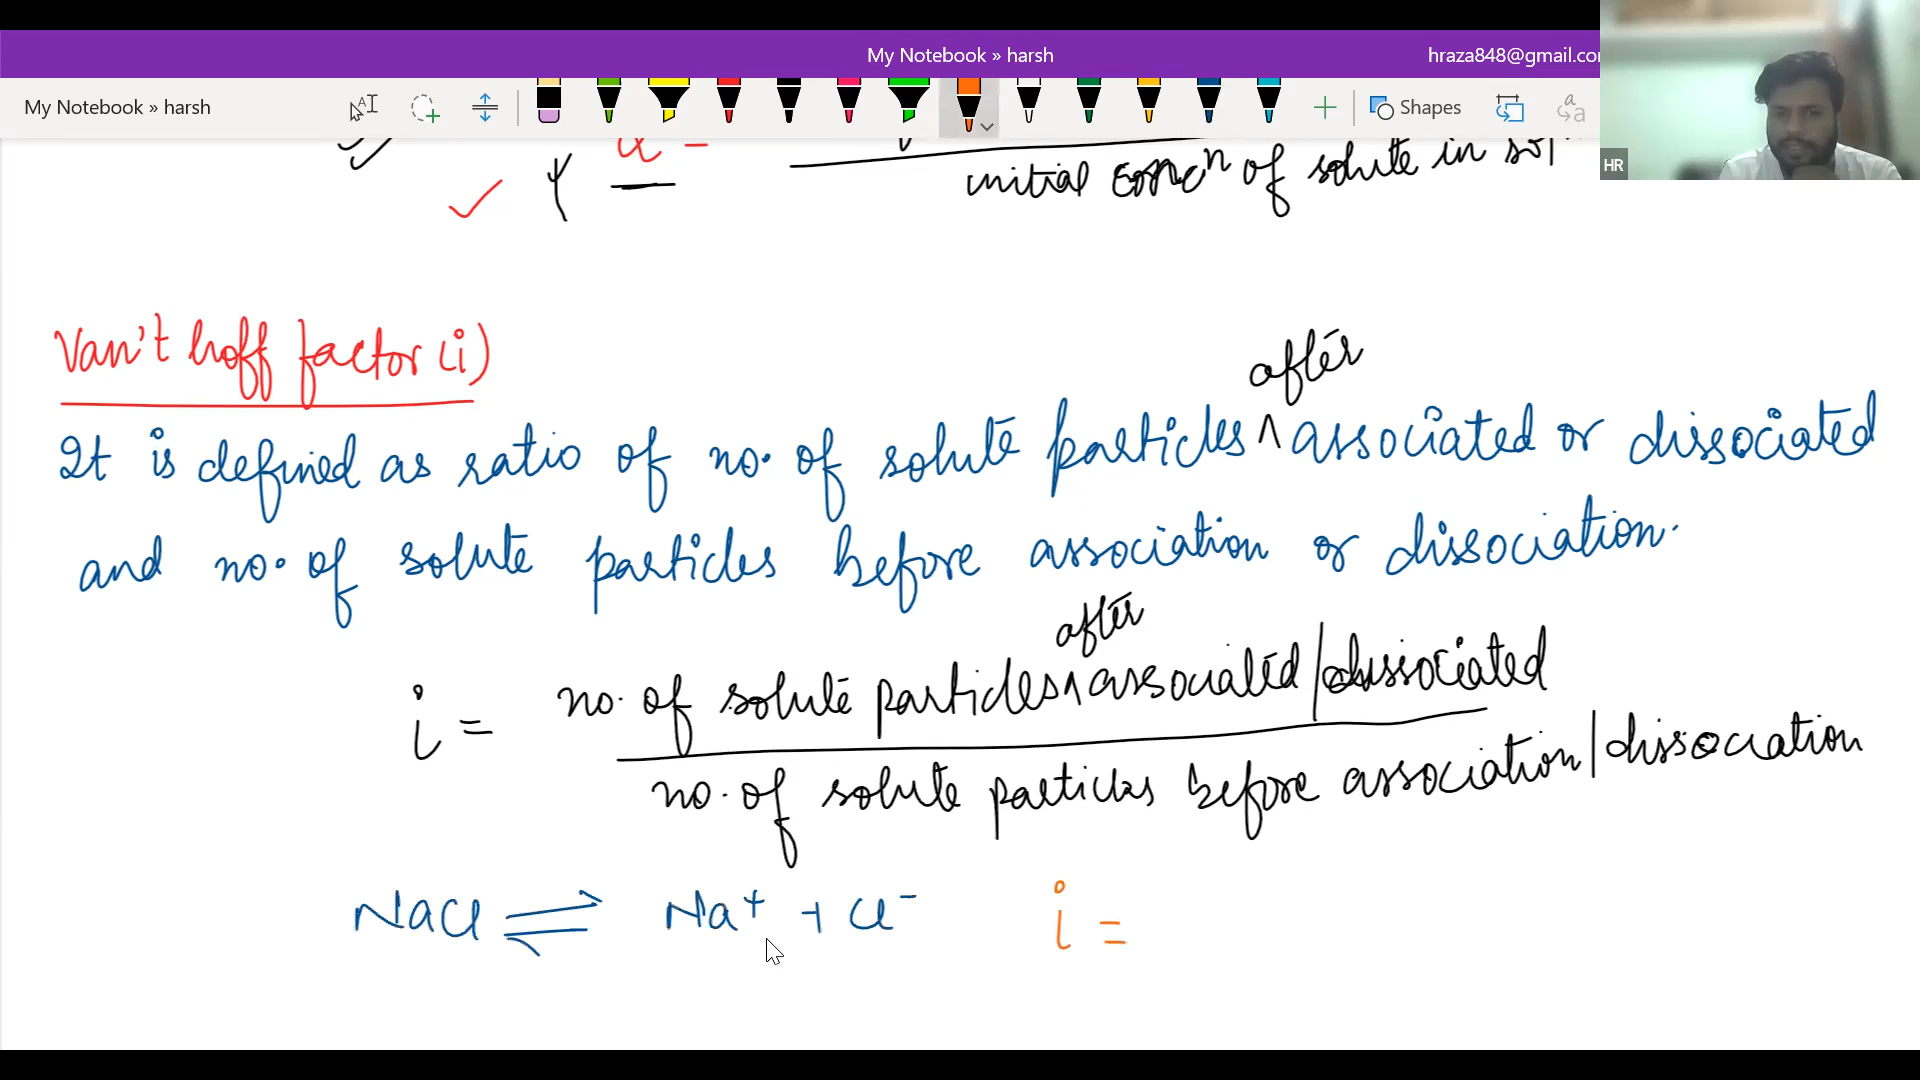 My Notebook » harsh
hraza848@gmail.co
My Notebook » harsh
Shapes
HR
α =
initial concⁿ of solute in solⁿ
Van't hoff factor (i)
after
It is defined as ratio of no. of solute particles ^ associated or dissociated
and no. of solute particles before association or dissociation.
after
i = no. of solute particles ^ associated / dissociated
no. of solute particles before association / dissociation
NaCl ⇌ Na⁺ + Cl⁻ i =